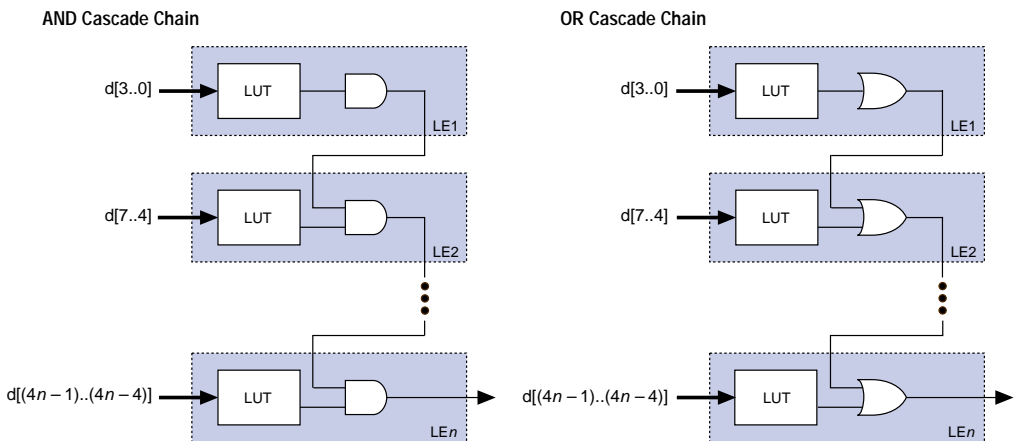 AND Cascade Chain
d[3..0]
LUT
LE1
d[7..4]
LUT
LE2
d[(4n – 1)..(4n – 4)]
LUT
LEn
OR Cascade Chain
d[3..0]
LUT
LE1
d[7..4]
LUT
LE2
d[(4n – 1)..(4n – 4)]
LUT
LEn